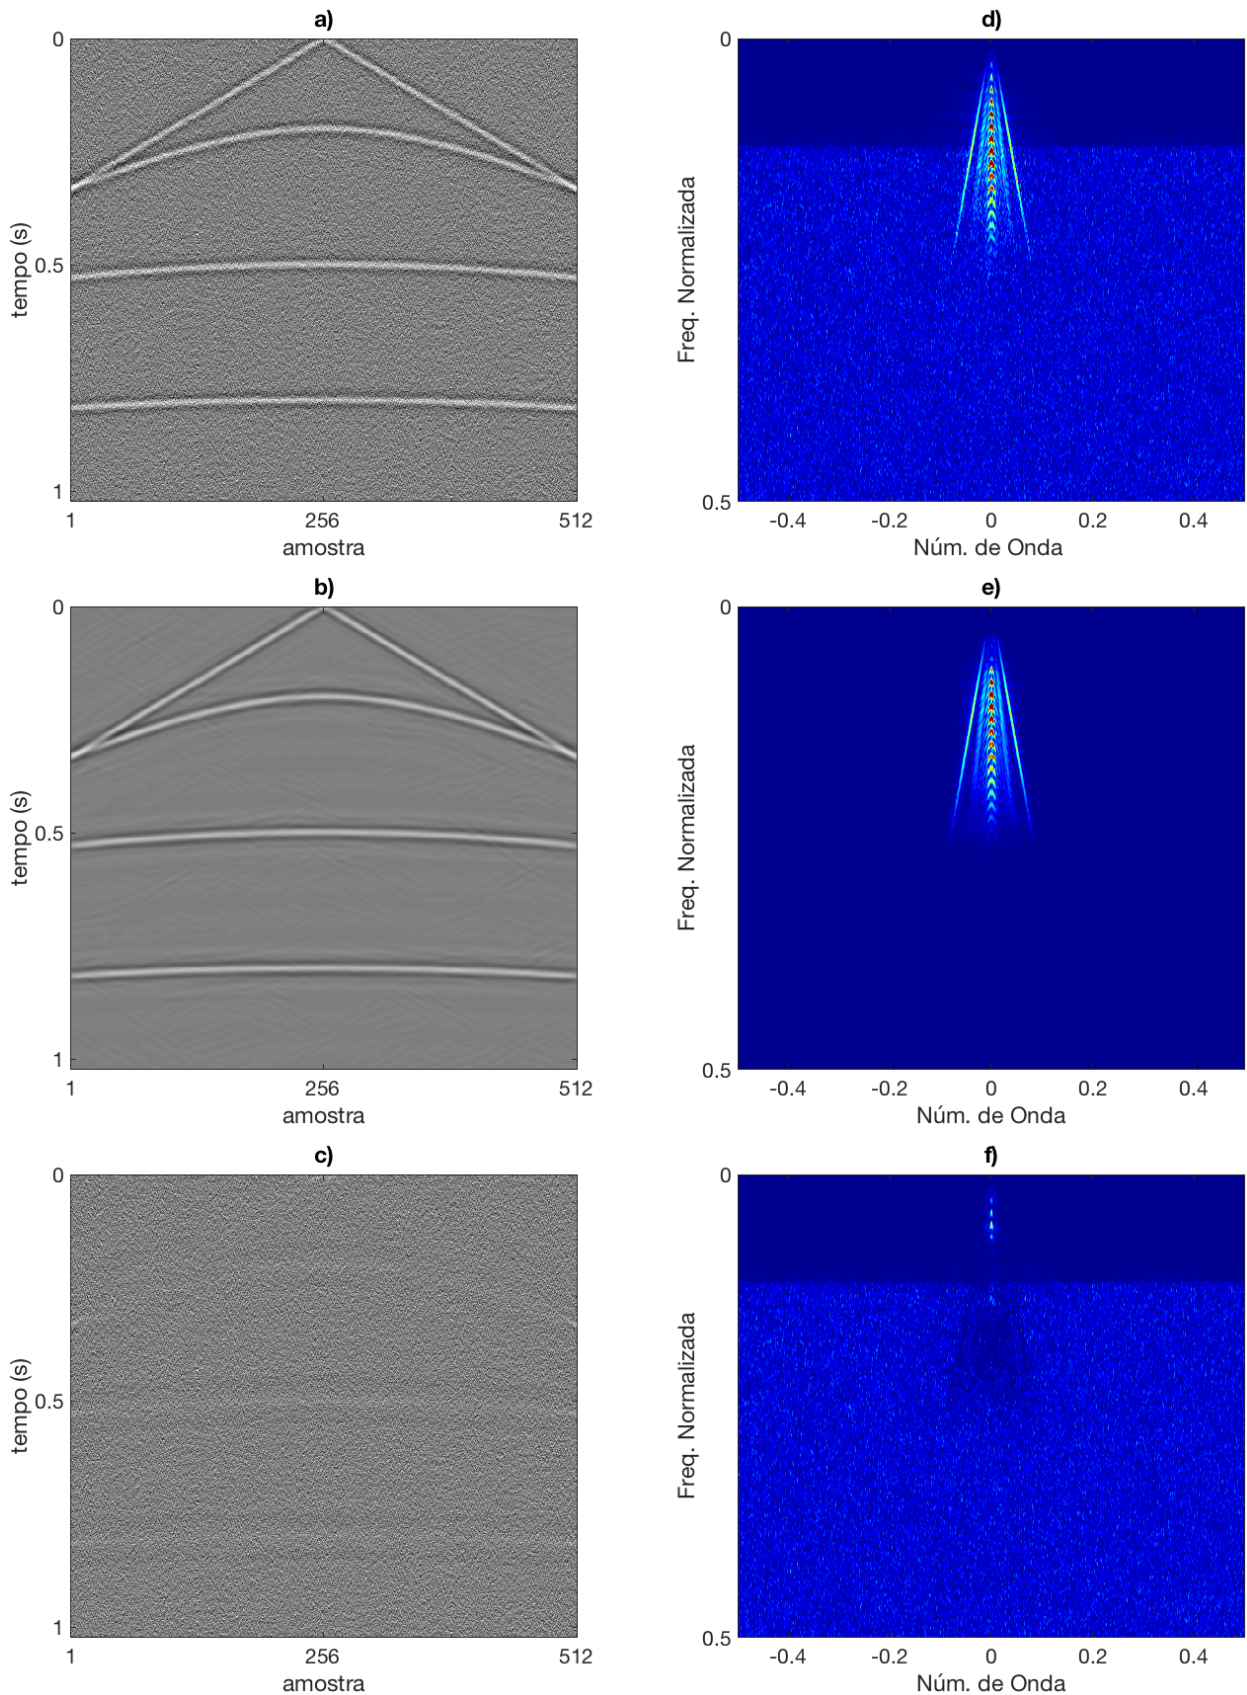 a)
0
0.5
1
tempo (s)
1
256
512
amostra
d)
0
0.5
Freq. Normalizada
-0.4
-0.2
0
0.2
0.4
Núm. de Onda
b)
0
0.5
1
tempo (s)
1
256
512
amostra
e)
0
0.5
Freq. Normalizada
-0.4
-0.2
0
0.2
0.4
Núm. de Onda
c)
0
0.5
1
tempo (s)
1
256
512
amostra
f)
0
0.5
Freq. Normalizada
-0.4
-0.2
0
0.2
0.4
Núm. de Onda